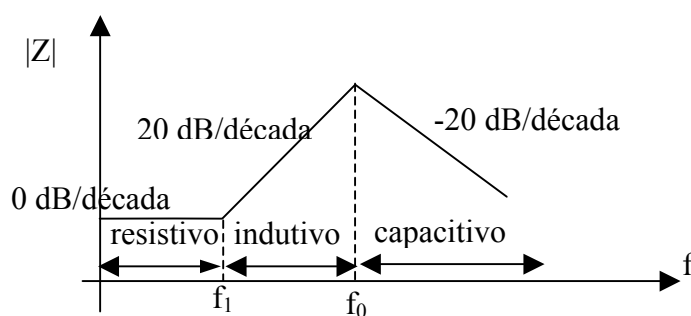 |Z|
20 dB/década
-20 dB/década
0 dB/década
resistivo indutivo capacitivo
f
f₁ f₀